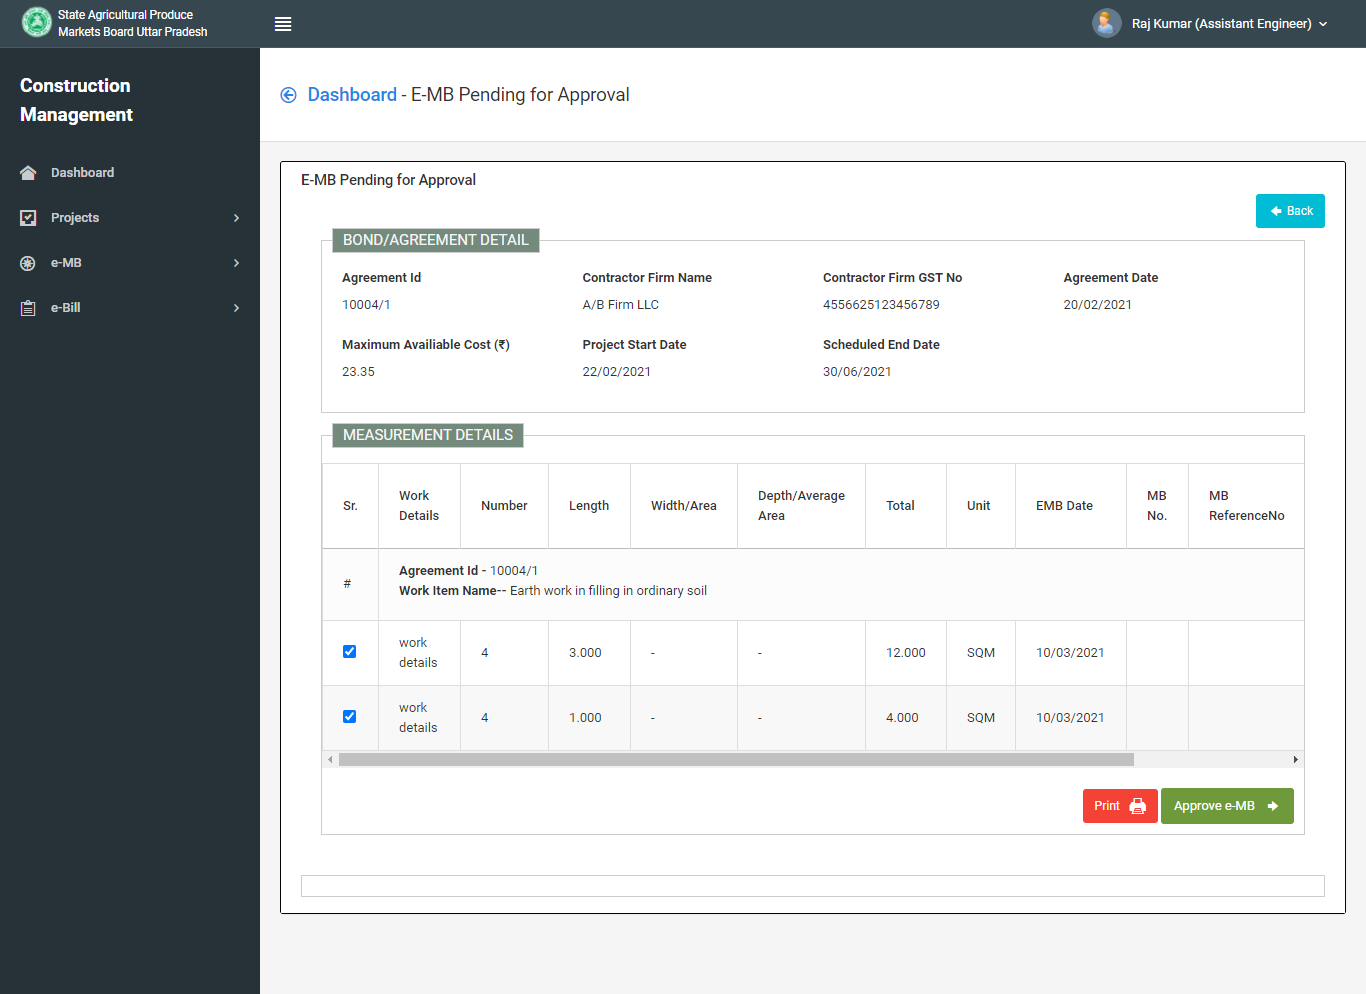 State Agricultural Produce
Markets Board Uttar Pradesh
Raj Kumar (Assistant Engineer)
Construction
Management
Dashboard
Projects
e-MB
e-Bill
Dashboard - E-MB Pending for Approval
E-MB Pending for Approval
Back
BOND/AGREEMENT DETAIL
Agreement Id Contractor Firm Name Contractor Firm GST No Agreement Date
10004/1 A/B Firm LLC 4556625123456789 20/02/2021
Maximum Availiable Cost (₹) Project Start Date Scheduled End Date
23.35 22/02/2021 30/06/2021
MEASUREMENT DETAILS
Sr. Work Details Number Length Width/Area Depth/Average Area Total Unit EMB Date MB No. MB ReferenceNo
# Agreement Id - 10004/1
Work Item Name-- Earth work in filling in ordinary soil
work details 4 3.000 - - 12.000 SQM 10/03/2021
work details 4 1.000 - - 4.000 SQM 10/03/2021
Print Approve e-MB